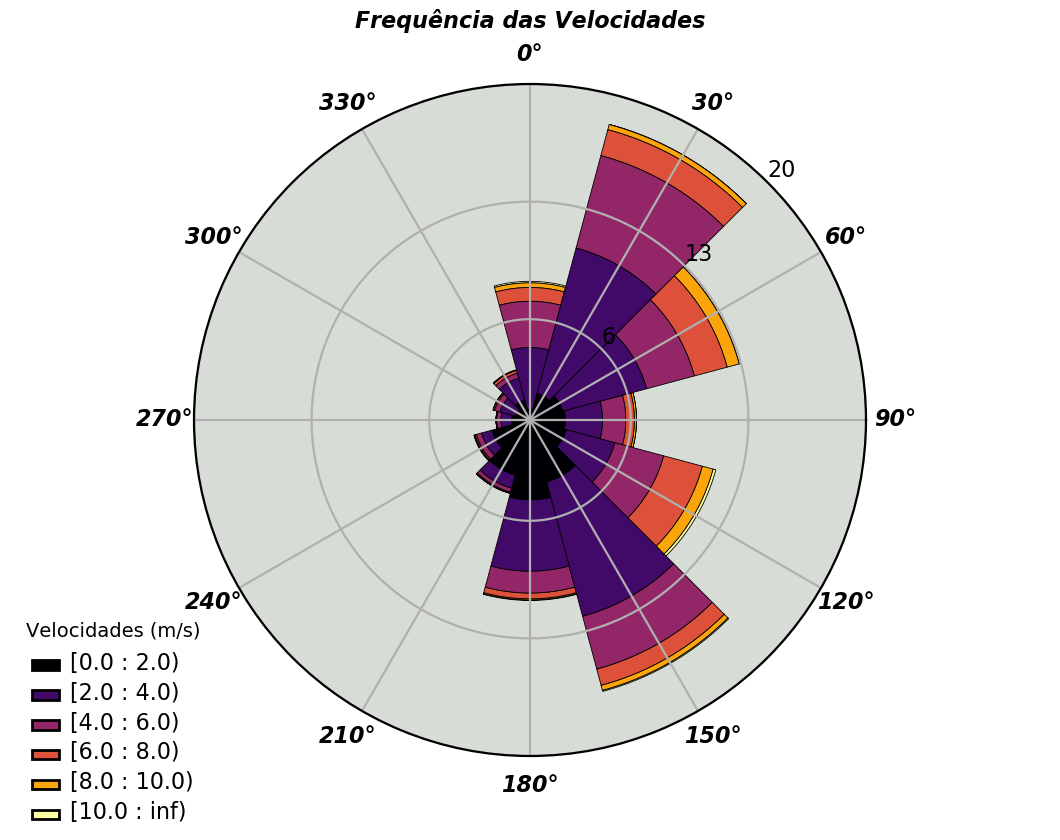 Frequência das Velocidades
0°
330°
30°
20
300°
60°
13
6
270°
90°
240°
120°
210°
150°
180°
Velocidades (m/s)
[0.0 : 2.0)
[2.0 : 4.0)
[4.0 : 6.0)
[6.0 : 8.0)
[8.0 : 10.0)
[10.0 : inf)